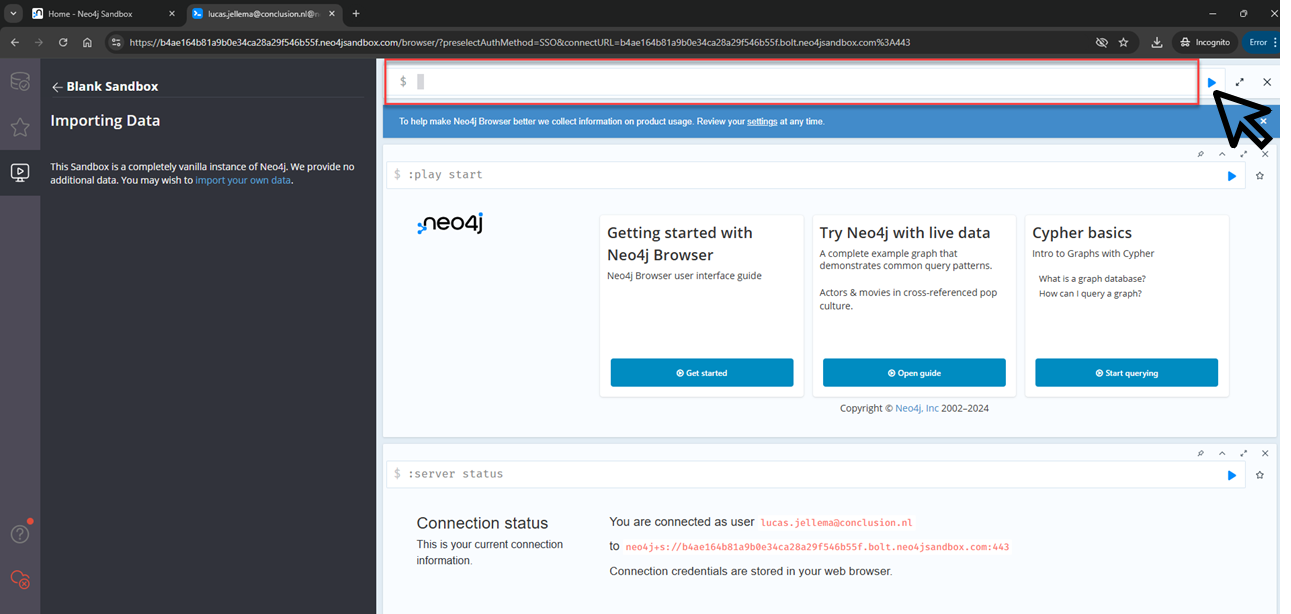 Home - Neo4j Sandbox
lucas.jellema@conclusion.nl@n
https://b4ae164b81a9b0e34ca28a29f546b55f.neo4jsandbox.com/browser/?preselectAuthMethod=SSO&connectURL=b4ae164b81a9b0e34ca28a29f546b55f.bolt.neo4jsandbox.com%3A443
Incognito
Error
Blank Sandbox
Importing Data
This Sandbox is a completely vanilla instance of Neo4j. We provide no
additional data. You may wish to import your own data.
$
To help make Neo4j Browser better we collect information on product usage. Review your settings at any time.
$ :play start
neo4j
Getting started with
Neo4j Browser
Neo4j Browser user interface guide
Get started
Try Neo4j with live data
A complete example graph that
demonstrates common query patterns.
Actors & movies in cross-referenced pop
culture.
Open guide
Cypher basics
Intro to Graphs with Cypher
What is a graph database?
How can I query a graph?
Start querying
Copyright © Neo4j, Inc 2002–2024
$ :server status
Connection status
This is your current connection
information.
You are connected as user lucas.jellema@conclusion.nl
to neo4j+s://b4ae164b81a9b0e34ca28a29f546b55f.bolt.neo4jsandbox.com:443
Connection credentials are stored in your web browser.